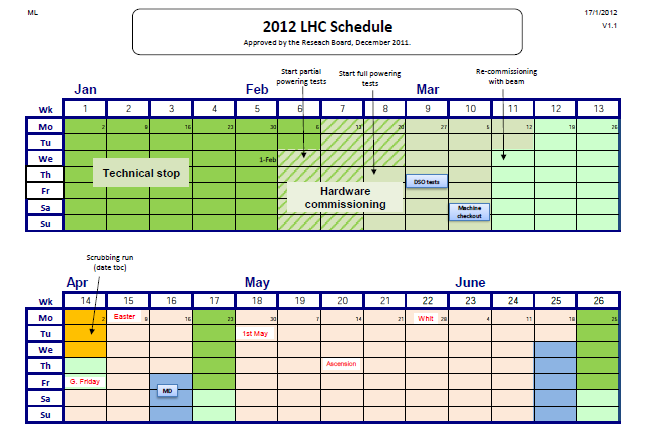 ML
17/1/2012
2012 LHC Schedule
V1.1
Approved by the Reseach Board, December 2011.
Start partial
powering tests
Start full powering
tests
Re-commissioning
with beam
Jan Feb Mar
Wk 1 2 3 4 5 6 7 8 9 10 11 12 13
Mo 2 9 16 23 30 6 13 20 27 5 12 19 26
Tu
We 1-Feb
Th
Technical stop
DSO tests
Fr
Hardware
commissioning
Sa
Machine
checkout
Su
Scrubbing run
(date tbc)
Apr May June
Wk 14 15 16 17 18 19 20 21 22 23 24 25 26
Mo 2 Easter 9 16 23 30 7 14 21 Whit 28 4 11 18 25
Tu 1st May
We
Th Ascension
Fr G. Friday
MD
Sa
Su